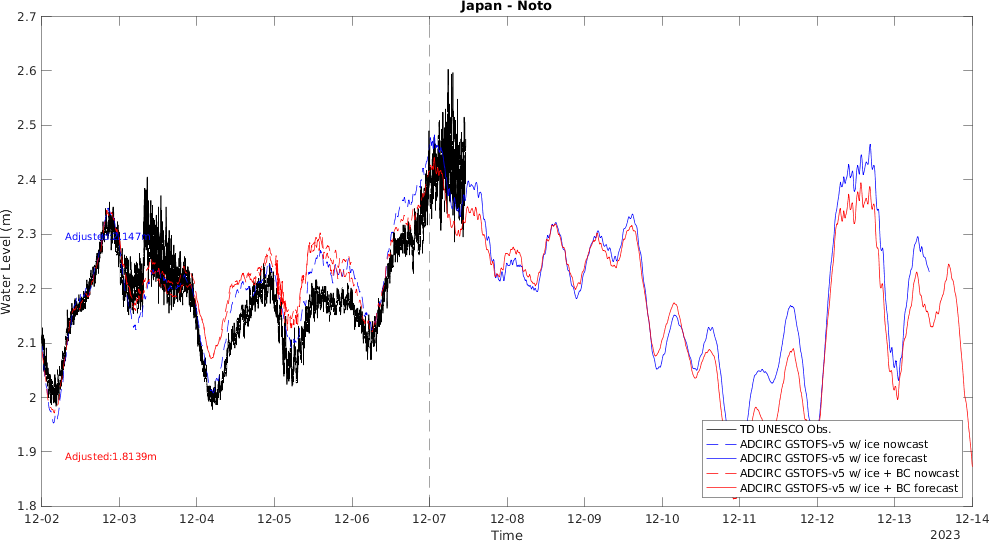 Japan - Noto
2.7
2.6
2.5
2.4
2.3
2.2
2.1
2
1.9
1.8
Water Level (m)
Adjusted:1.8139m
TD UNESCO Obs.
ADCIRC GSTOFS-v5 w/ ice nowcast
ADCIRC GSTOFS-v5 w/ ice forecast
ADCIRC GSTOFS-v5 w/ ice + BC nowcast
ADCIRC GSTOFS-v5 w/ ice + BC forecast
12-02 12-03 12-04 12-05 12-06 12-07 12-08 12-09 12-10 12-11 12-12 12-13 12-14
Time
2023